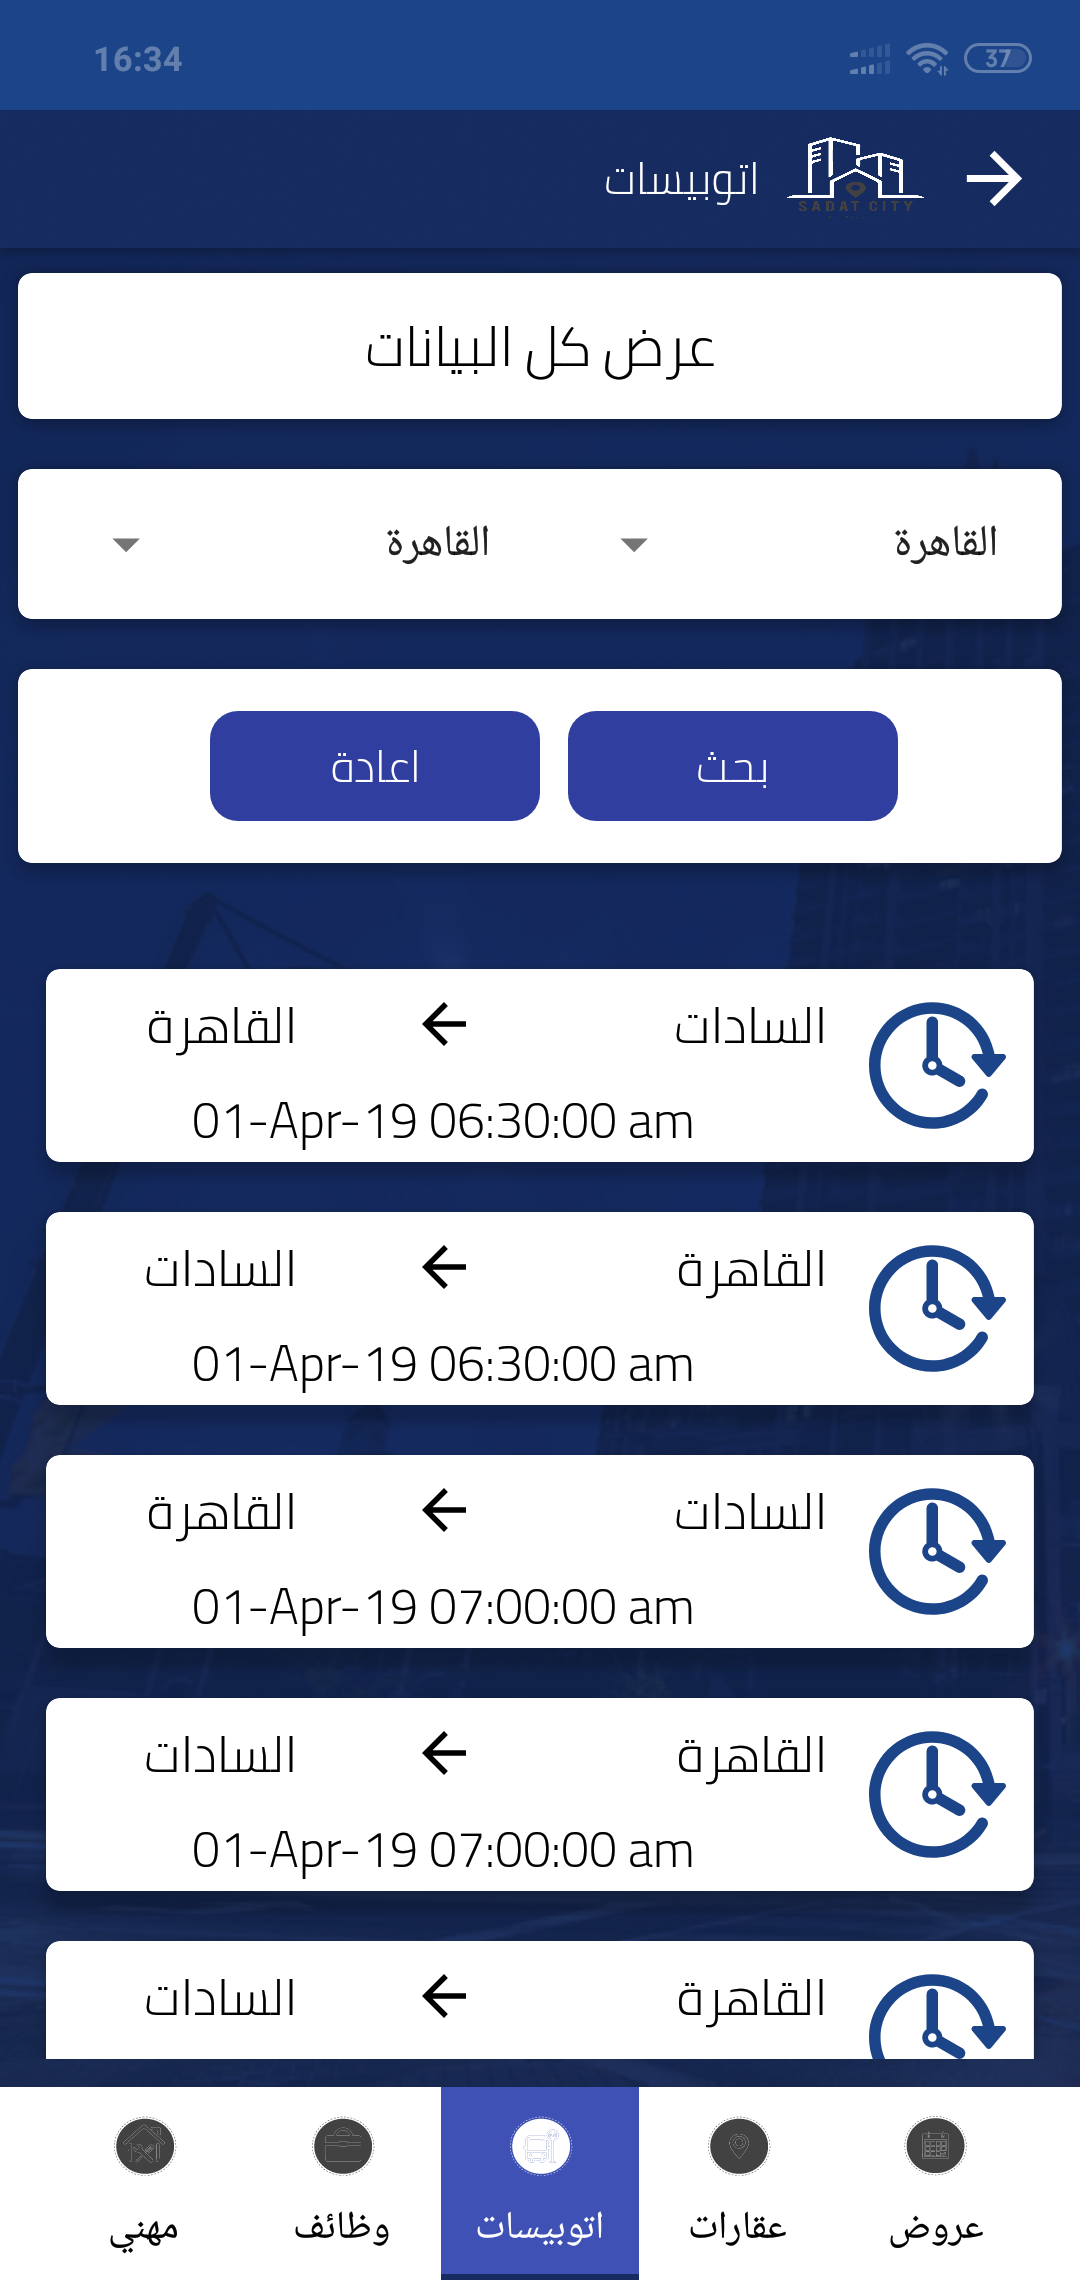 16:34
37
اتوبيسات
SADAT CITY
عرض كل البيانات
القاهرة القاهرة
بحث اعادة
السادات القاهرة
01-Apr-19 06:30:00 am
القاهرة السادات
01-Apr-19 06:30:00 am
السادات القاهرة
01-Apr-19 07:00:00 am
القاهرة السادات
01-Apr-19 07:00:00 am
القاهرة السادات
عروض عقارات اتوبيسات وظائف مهني